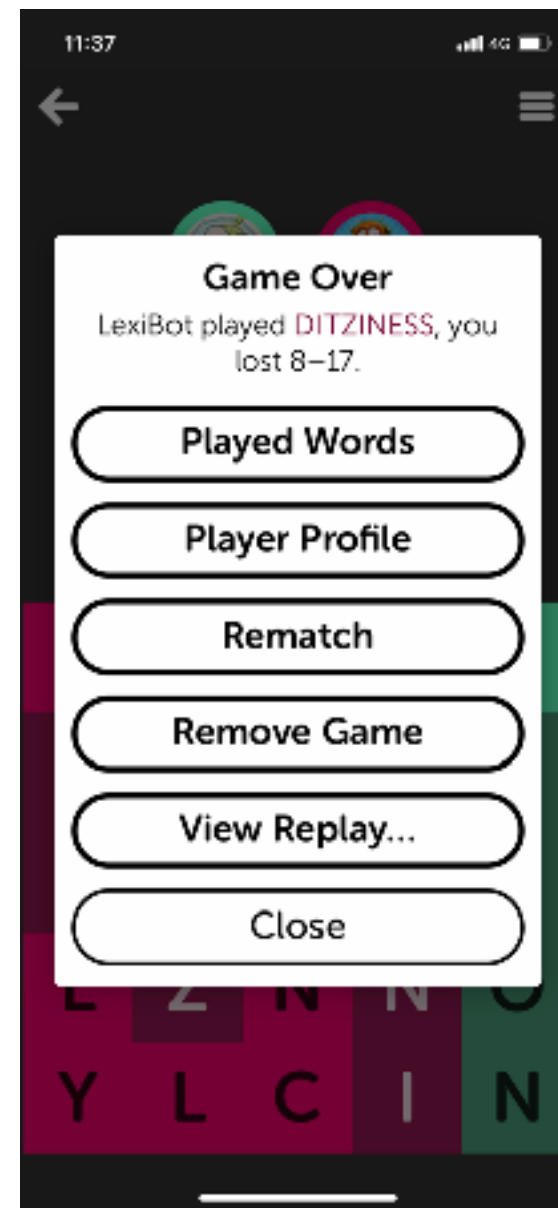 11:37
4G
Game Over
LexiBot played DITZINESS, you
lost 8–17.
Played Words
Player Profile
Rematch
Remove Game
View Replay...
Close
L Z N N O
Y L C I N